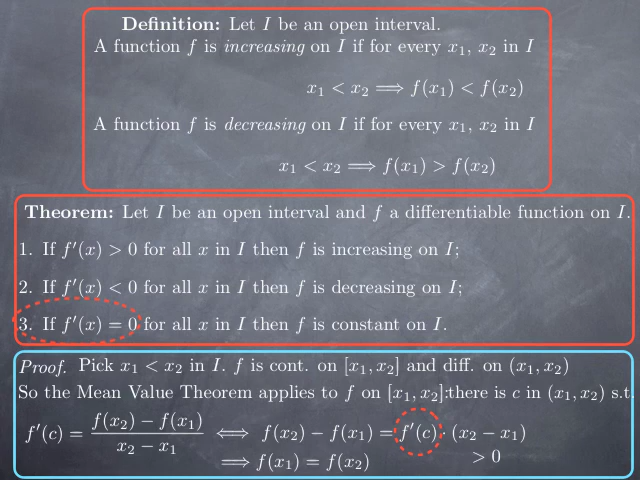 Definition: Let I be an open interval.
A function f is increasing on I if for every x₁, x₂ in I
x₁ < x₂ ⟹ f(x₁) < f(x₂)
A function f is decreasing on I if for every x₁, x₂ in I
x₁ < x₂ ⟹ f(x₁) > f(x₂)
Theorem: Let I be an open interval and f a differentiable function on I.
1. If f′(x) > 0 for all x in I then f is increasing on I;
2. If f′(x) < 0 for all x in I then f is decreasing on I;
3. If f′(x) = 0 for all x in I then f is constant on I.
Proof. Pick x₁ < x₂ in I. f is cont. on [x₁, x₂] and diff. on (x₁, x₂)
So the Mean Value Theorem applies to f on [x₁, x₂]:there is c in (x₁, x₂) s.t.
f′(c) = (f(x₂) − f(x₁))/(x₂ − x₁) ⟺ f(x₂) − f(x₁) = f′(c) · (x₂ − x₁)
⟹ f(x₁) = f(x₂) > 0